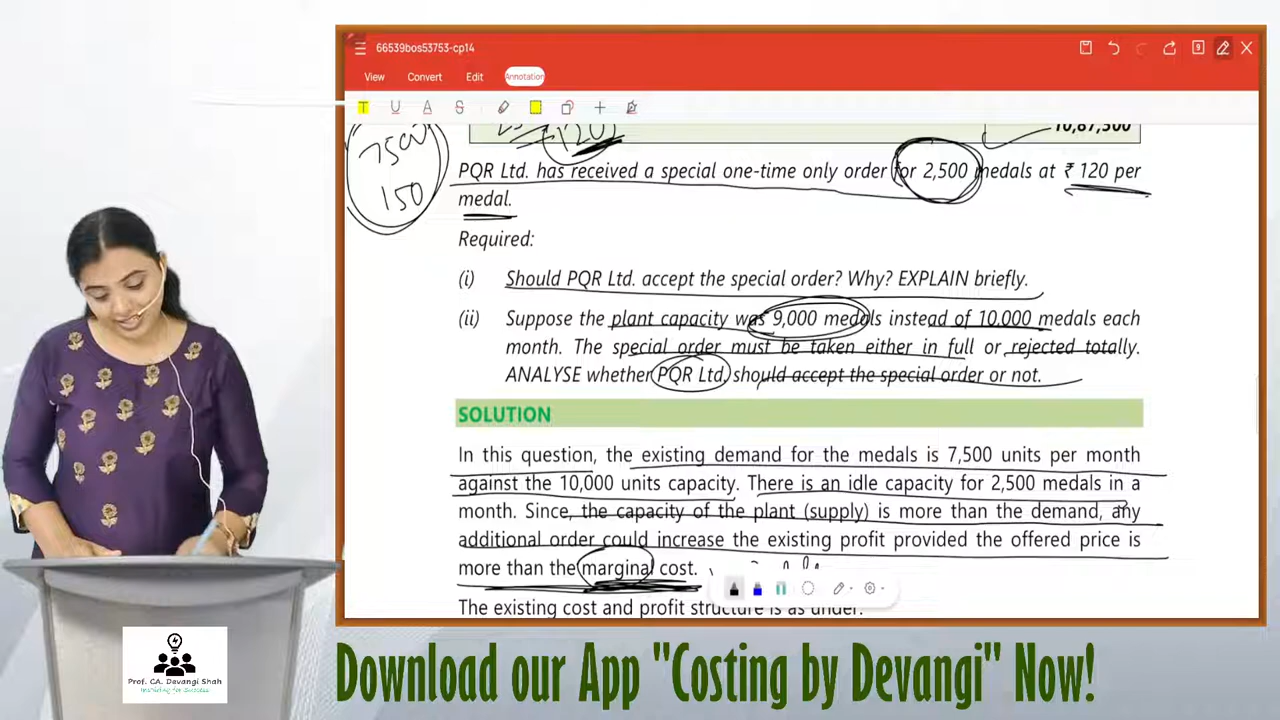 66539bos53753-cp14
9
View Convert Edit Annotation
T U A S
120
10,87,500
7500
150
PQR Ltd. has received a special one-time only order for 2,500 medals at ₹ 120 per
medal.
Required:
(i) Should PQR Ltd. accept the special order? Why? EXPLAIN briefly.
(ii) Suppose the plant capacity was 9,000 medals instead of 10,000 medals each
month. The special order must be taken either in full or rejected totally.
ANALYSE whether PQR Ltd. should accept the special order or not.
SOLUTION
In this question, the existing demand for the medals is 7,500 units per month
against the 10,000 units capacity. There is an idle capacity for 2,500 medals in a
month. Since, the capacity of the plant (supply) is more than the demand, any
additional order could increase the existing profit provided the offered price is
more than the marginal cost.
The existing cost and profit structure is as under:
Prof. CA. Devangi Shah
Download our App "Costing by Devangi" Now!